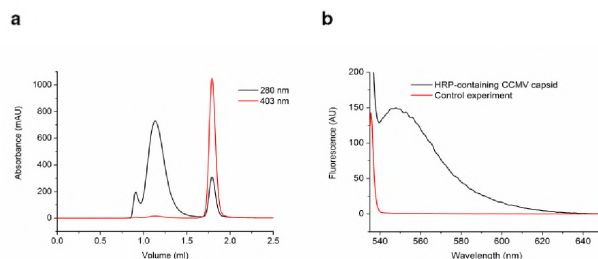 a
b
1000
800
600
400
200
0
Absorbance (mAU)
0.0 0.5 1.0 1.5 2.0 2.5
Volume (ml)
280 nm
403 nm
200
150
100
50
0
Fluorescence (AU)
540 560 580 600 620 640
Wavelength (nm)
HRP-containing CCMV capsid
Control experiment